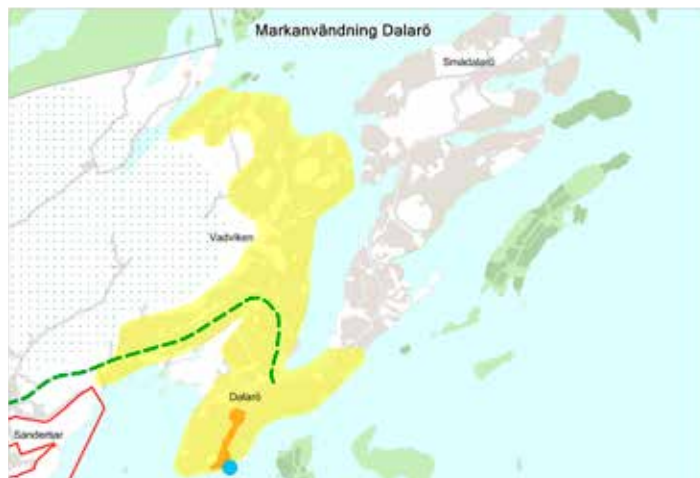 Markanvändning Dalarö
Smådalarö
Vadviken
Dalarö
Sandemar